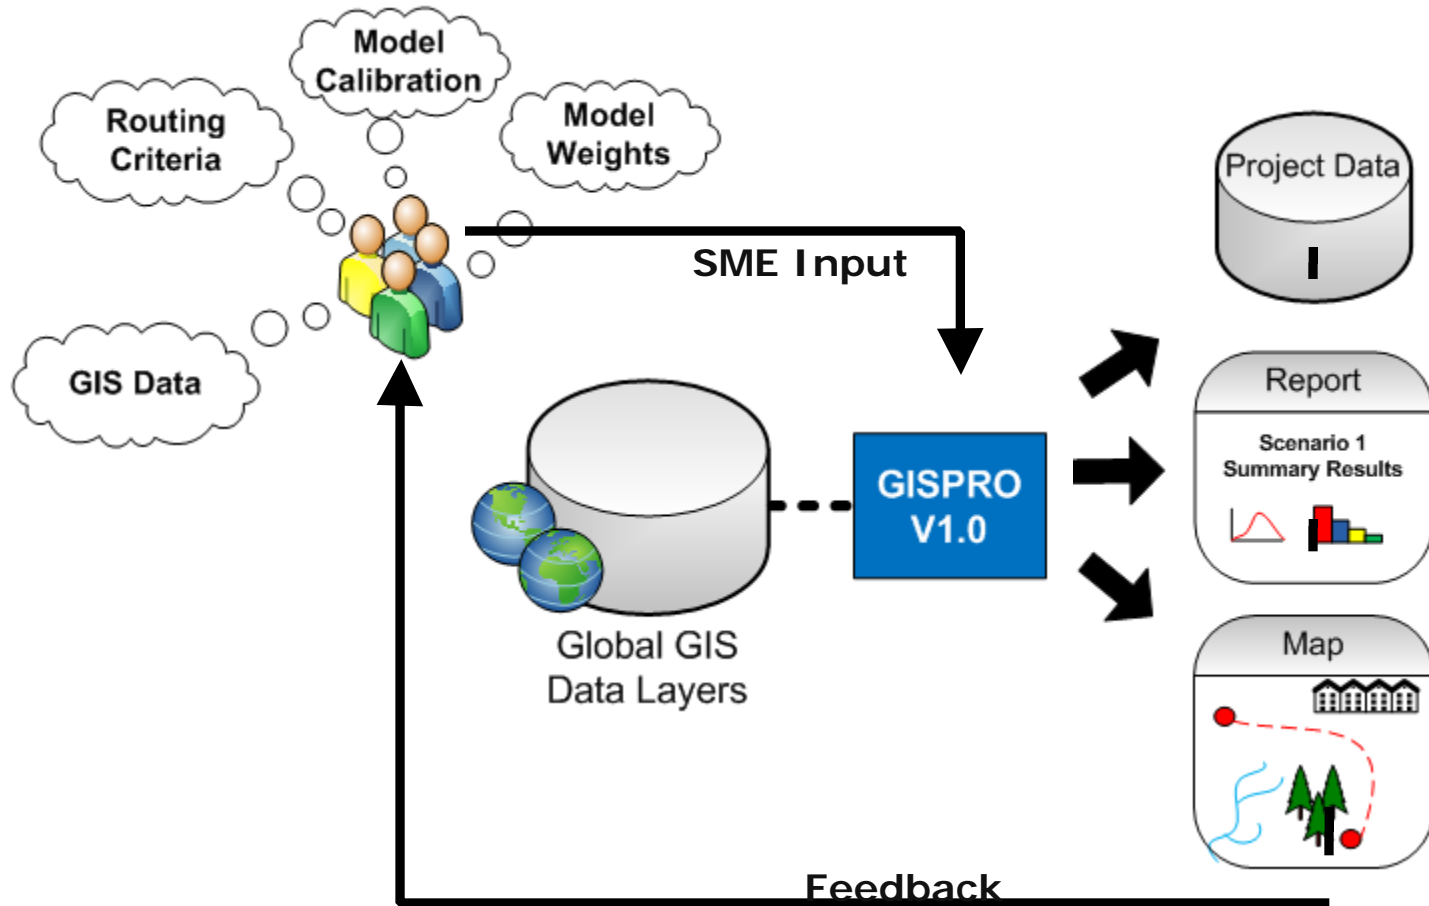 Model
Calibration
Routing
Criteria
Model
Weights
GIS Data
SME Input
Project Data
Report
Scenario 1
Summary Results
GISPRO
V1.0
Global GIS
Data Layers
Map
Feedback